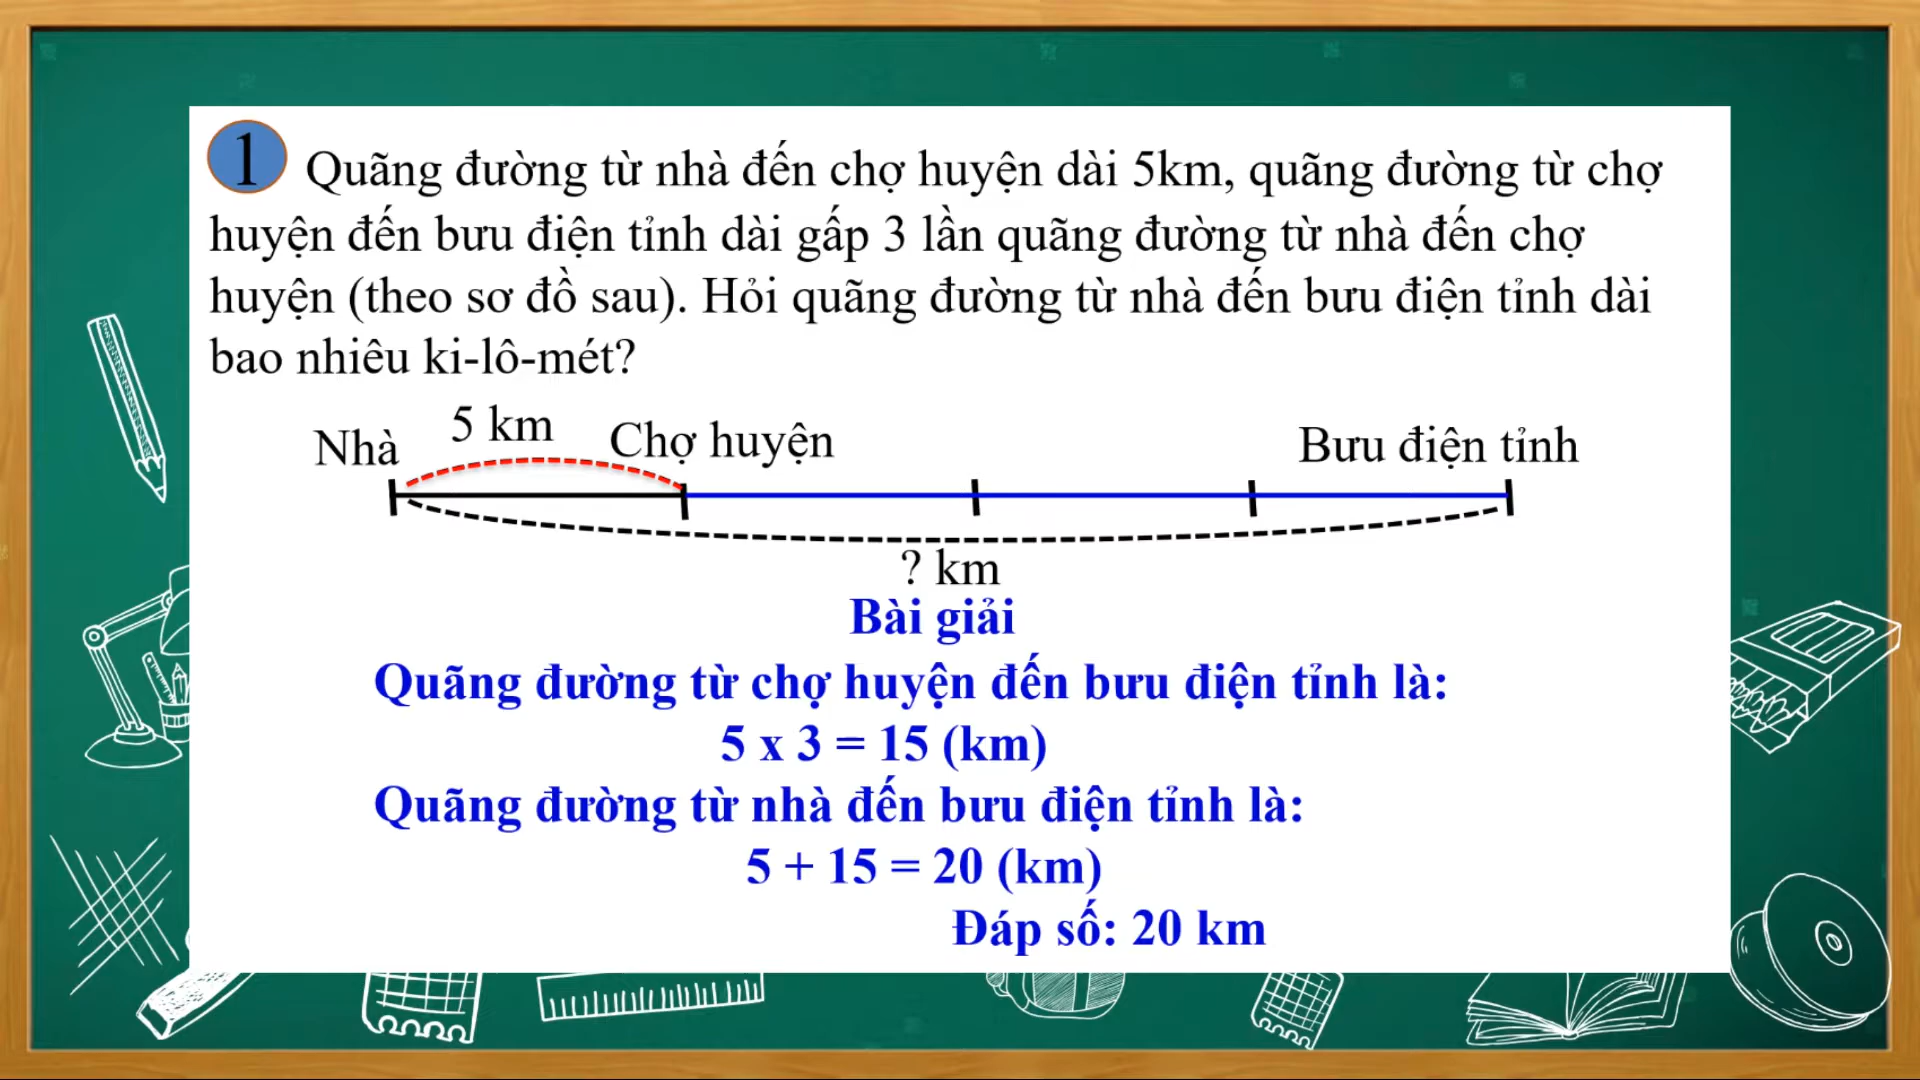 1 Quãng đường từ nhà đến chợ huyện dài 5km, quãng đường từ chợ
huyện đến bưu điện tỉnh dài gấp 3 lần quãng đường từ nhà đến chợ
huyện (theo sơ đồ sau). Hỏi quãng đường từ nhà đến bưu điện tỉnh dài
bao nhiêu ki-lô-mét?
Nhà 5 km Chợ huyện Bưu điện tỉnh
? km
Bài giải
Quãng đường từ chợ huyện đến bưu điện tỉnh là:
5 x 3 = 15 (km)
Quãng đường từ nhà đến bưu điện tỉnh là:
5 + 15 = 20 (km)
Đáp số: 20 km